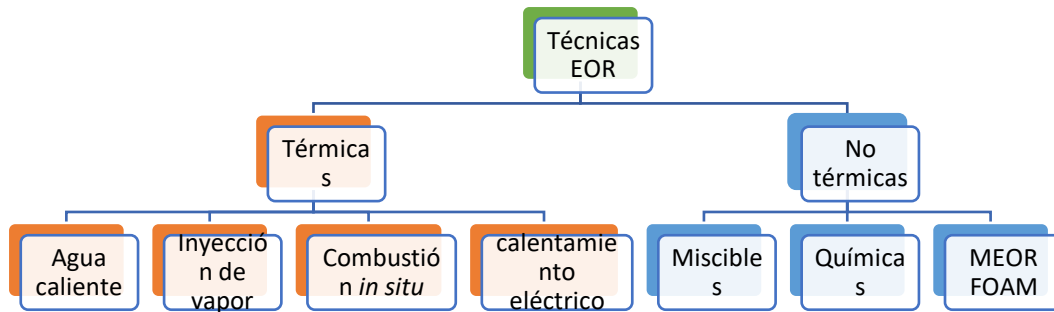 Técnicas
EOR
Térmica
s
No
térmicas
Agua
caliente
Inyecció
n de
vapor
Combustió
n in situ
calentamie
nto
eléctrico
Miscible
s
Química
s
MEOR
FOAM